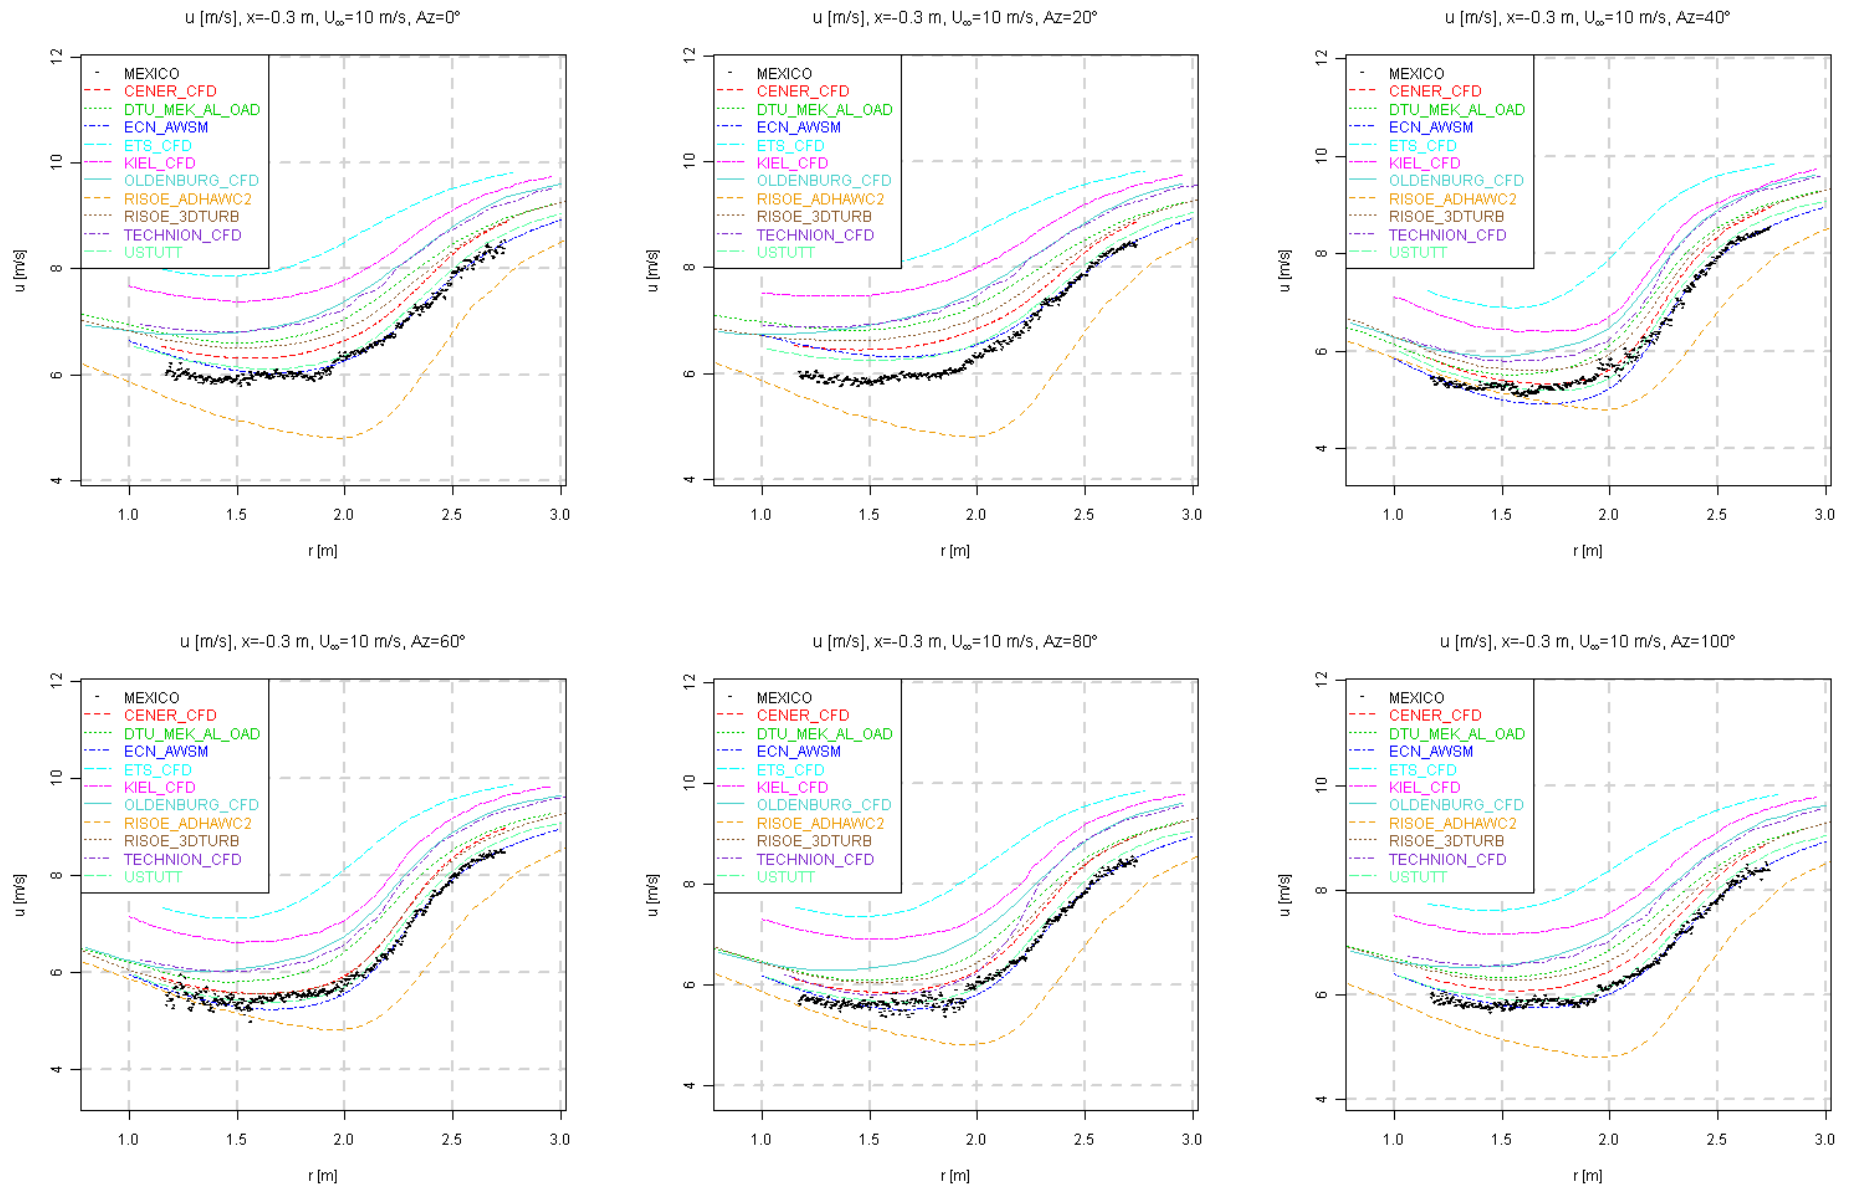 u [m/s], x=-0.3 m, U∞=10 m/s, Az=0°
12
10
8
6
4
u [m/s]
MEXICO
CENER_CFD
DTU_MEK_AL_OAD
ECN_AWSM
ETS_CFD
KIEL_CFD
OLDENBURG_CFD
RISOE_ADHAWC2
RISOE_3DTURB
TECHNION_CFD
USTUTT
1.0 1.5 2.0 2.5 3.0
r [m]
u [m/s], x=-0.3 m, U∞=10 m/s, Az=20°
12
10
8
6
4
u [m/s]
MEXICO
CENER_CFD
DTU_MEK_AL_OAD
ECN_AWSM
ETS_CFD
KIEL_CFD
OLDENBURG_CFD
RISOE_ADHAWC2
RISOE_3DTURB
TECHNION_CFD
USTUTT
1.0 1.5 2.0 2.5 3.0
r [m]
u [m/s], x=-0.3 m, U∞=10 m/s, Az=40°
12
10
8
6
4
u [m/s]
MEXICO
CENER_CFD
DTU_MEK_AL_OAD
ECN_AWSM
ETS_CFD
KIEL_CFD
OLDENBURG_CFD
RISOE_ADHAWC2
RISOE_3DTURB
TECHNION_CFD
USTUTT
1.0 1.5 2.0 2.5 3.0
r [m]
u [m/s], x=-0.3 m, U∞=10 m/s, Az=60°
12
10
8
6
4
u [m/s]
MEXICO
CENER_CFD
DTU_MEK_AL_OAD
ECN_AWSM
ETS_CFD
KIEL_CFD
OLDENBURG_CFD
RISOE_ADHAWC2
RISOE_3DTURB
TECHNION_CFD
USTUTT
1.0 1.5 2.0 2.5 3.0
r [m]
u [m/s], x=-0.3 m, U∞=10 m/s, Az=80°
12
10
8
6
4
u [m/s]
MEXICO
CENER_CFD
DTU_MEK_AL_OAD
ECN_AWSM
ETS_CFD
KIEL_CFD
OLDENBURG_CFD
RISOE_ADHAWC2
RISOE_3DTURB
TECHNION_CFD
USTUTT
1.0 1.5 2.0 2.5 3.0
r [m]
u [m/s], x=-0.3 m, U∞=10 m/s, Az=100°
12
10
8
6
4
u [m/s]
MEXICO
CENER_CFD
DTU_MEK_AL_OAD
ECN_AWSM
ETS_CFD
KIEL_CFD
OLDENBURG_CFD
RISOE_ADHAWC2
RISOE_3DTURB
TECHNION_CFD
USTUTT
1.0 1.5 2.0 2.5 3.0
r [m]